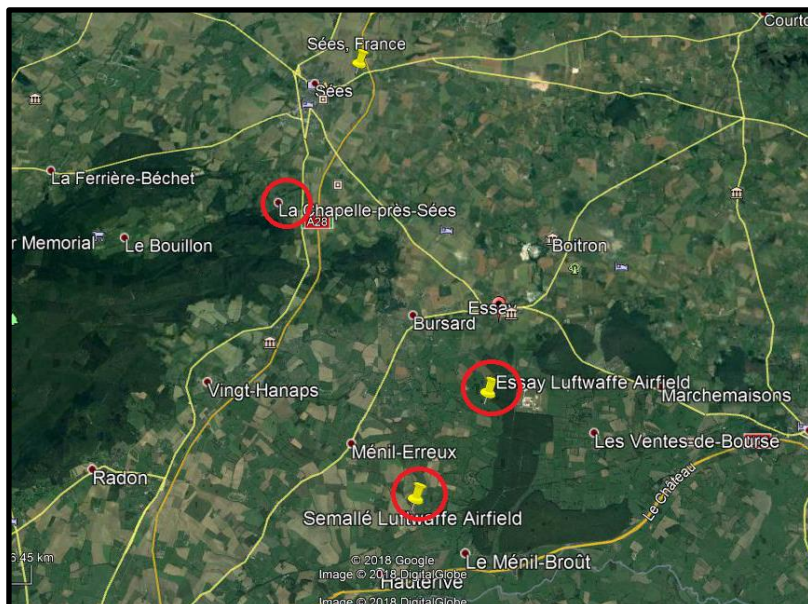 Courto
Sées, France
Sées
La Ferrière-Béchet
La Chapelle-près-Sées
A28
r Memorial
Le Bouillon
Boitron
Essay
Bursard
Vingt-Hanaps
Essay Luftwaffe Airfield
Marchemaisons
Les Ventes-de-Bourse
Ménil-Erreux
Radon
Le Château
Semallé Luftwaffe Airfield
6.45 km
© 2018 Google
Le Ménil-Broût
Image © 2018 DigitalGlobe
Hauterive
Image © 2018 DigitalGlobe